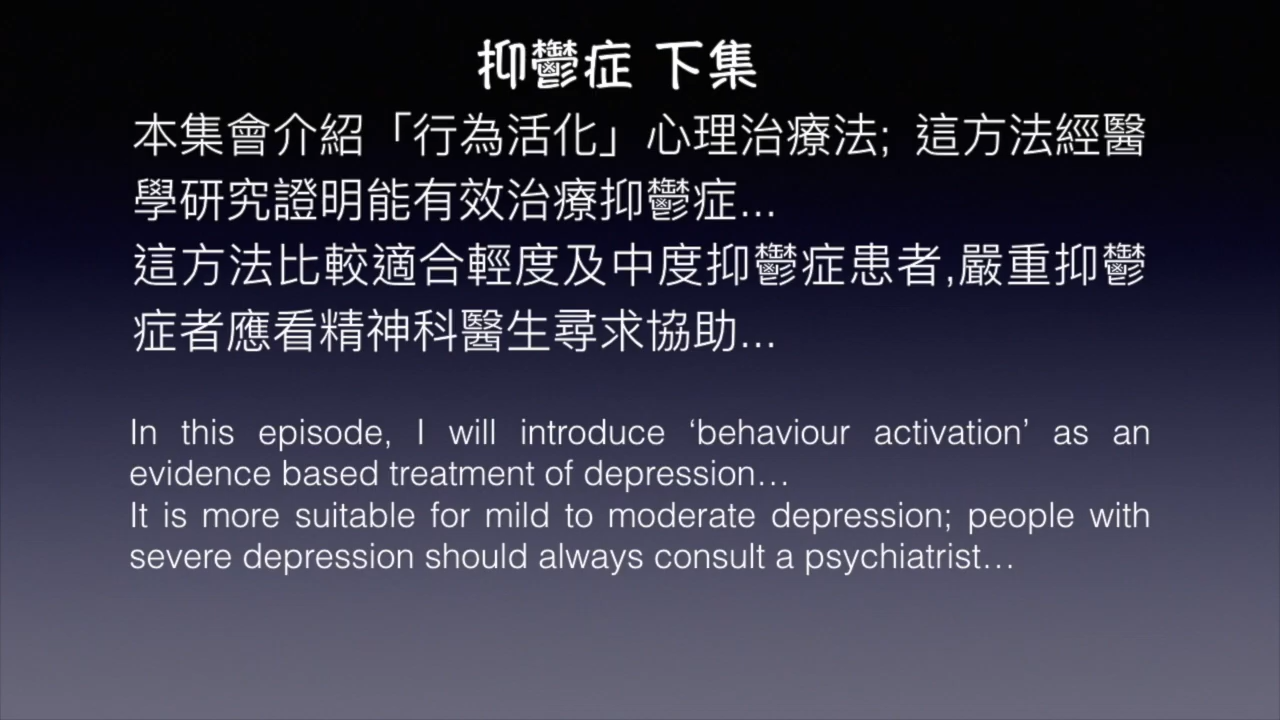 抑鬱症 下集
本集會介紹「行為活化」心理治療法; 這方法經醫
學研究證明能有效治療抑鬱症...
這方法比較適合輕度及中度抑鬱症患者,嚴重抑鬱
症者應看精神科醫生尋求協助...
In this episode, I will introduce ‘behaviour activation’ as an
evidence based treatment of depression…
It is more suitable for mild to moderate depression; people with
severe depression should always consult a psychiatrist…